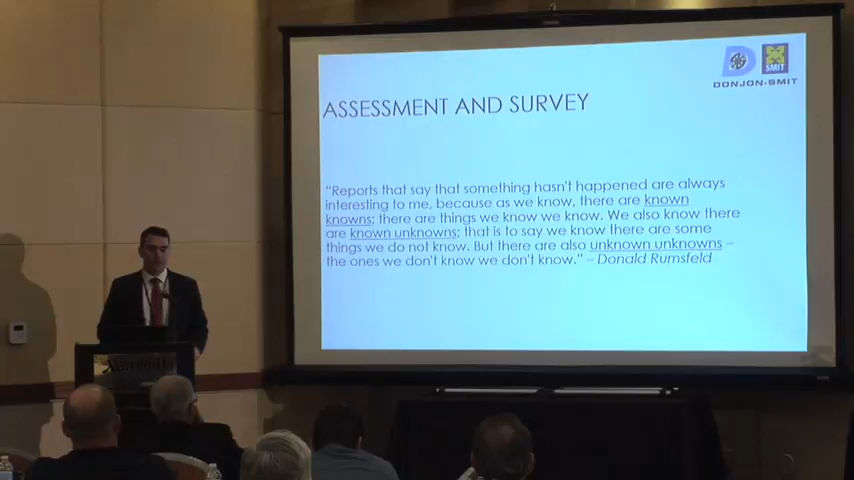 SMIT
DONJON-SMIT
ASSESSMENT AND SURVEY
"Reports that say that something hasn't happened are always
interesting to me, because as we know, there are known
knowns; there are things we know we know. We also know there
are known unknowns; that is to say we know there are some
things we do not know. But there are also unknown unknowns –
the ones we don't know we don't know." – Donald Rumsfeld
Marriott